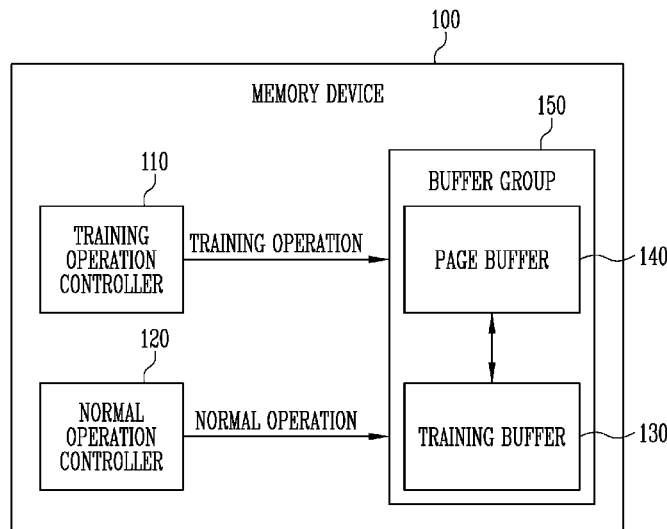 100
MEMORY DEVICE
150
110
BUFFER GROUP
TRAINING
OPERATION
CONTROLLER
TRAINING OPERATION
PAGE BUFFER
140
120
NORMAL
OPERATION
CONTROLLER
NORMAL OPERATION
TRAINING BUFFER
130